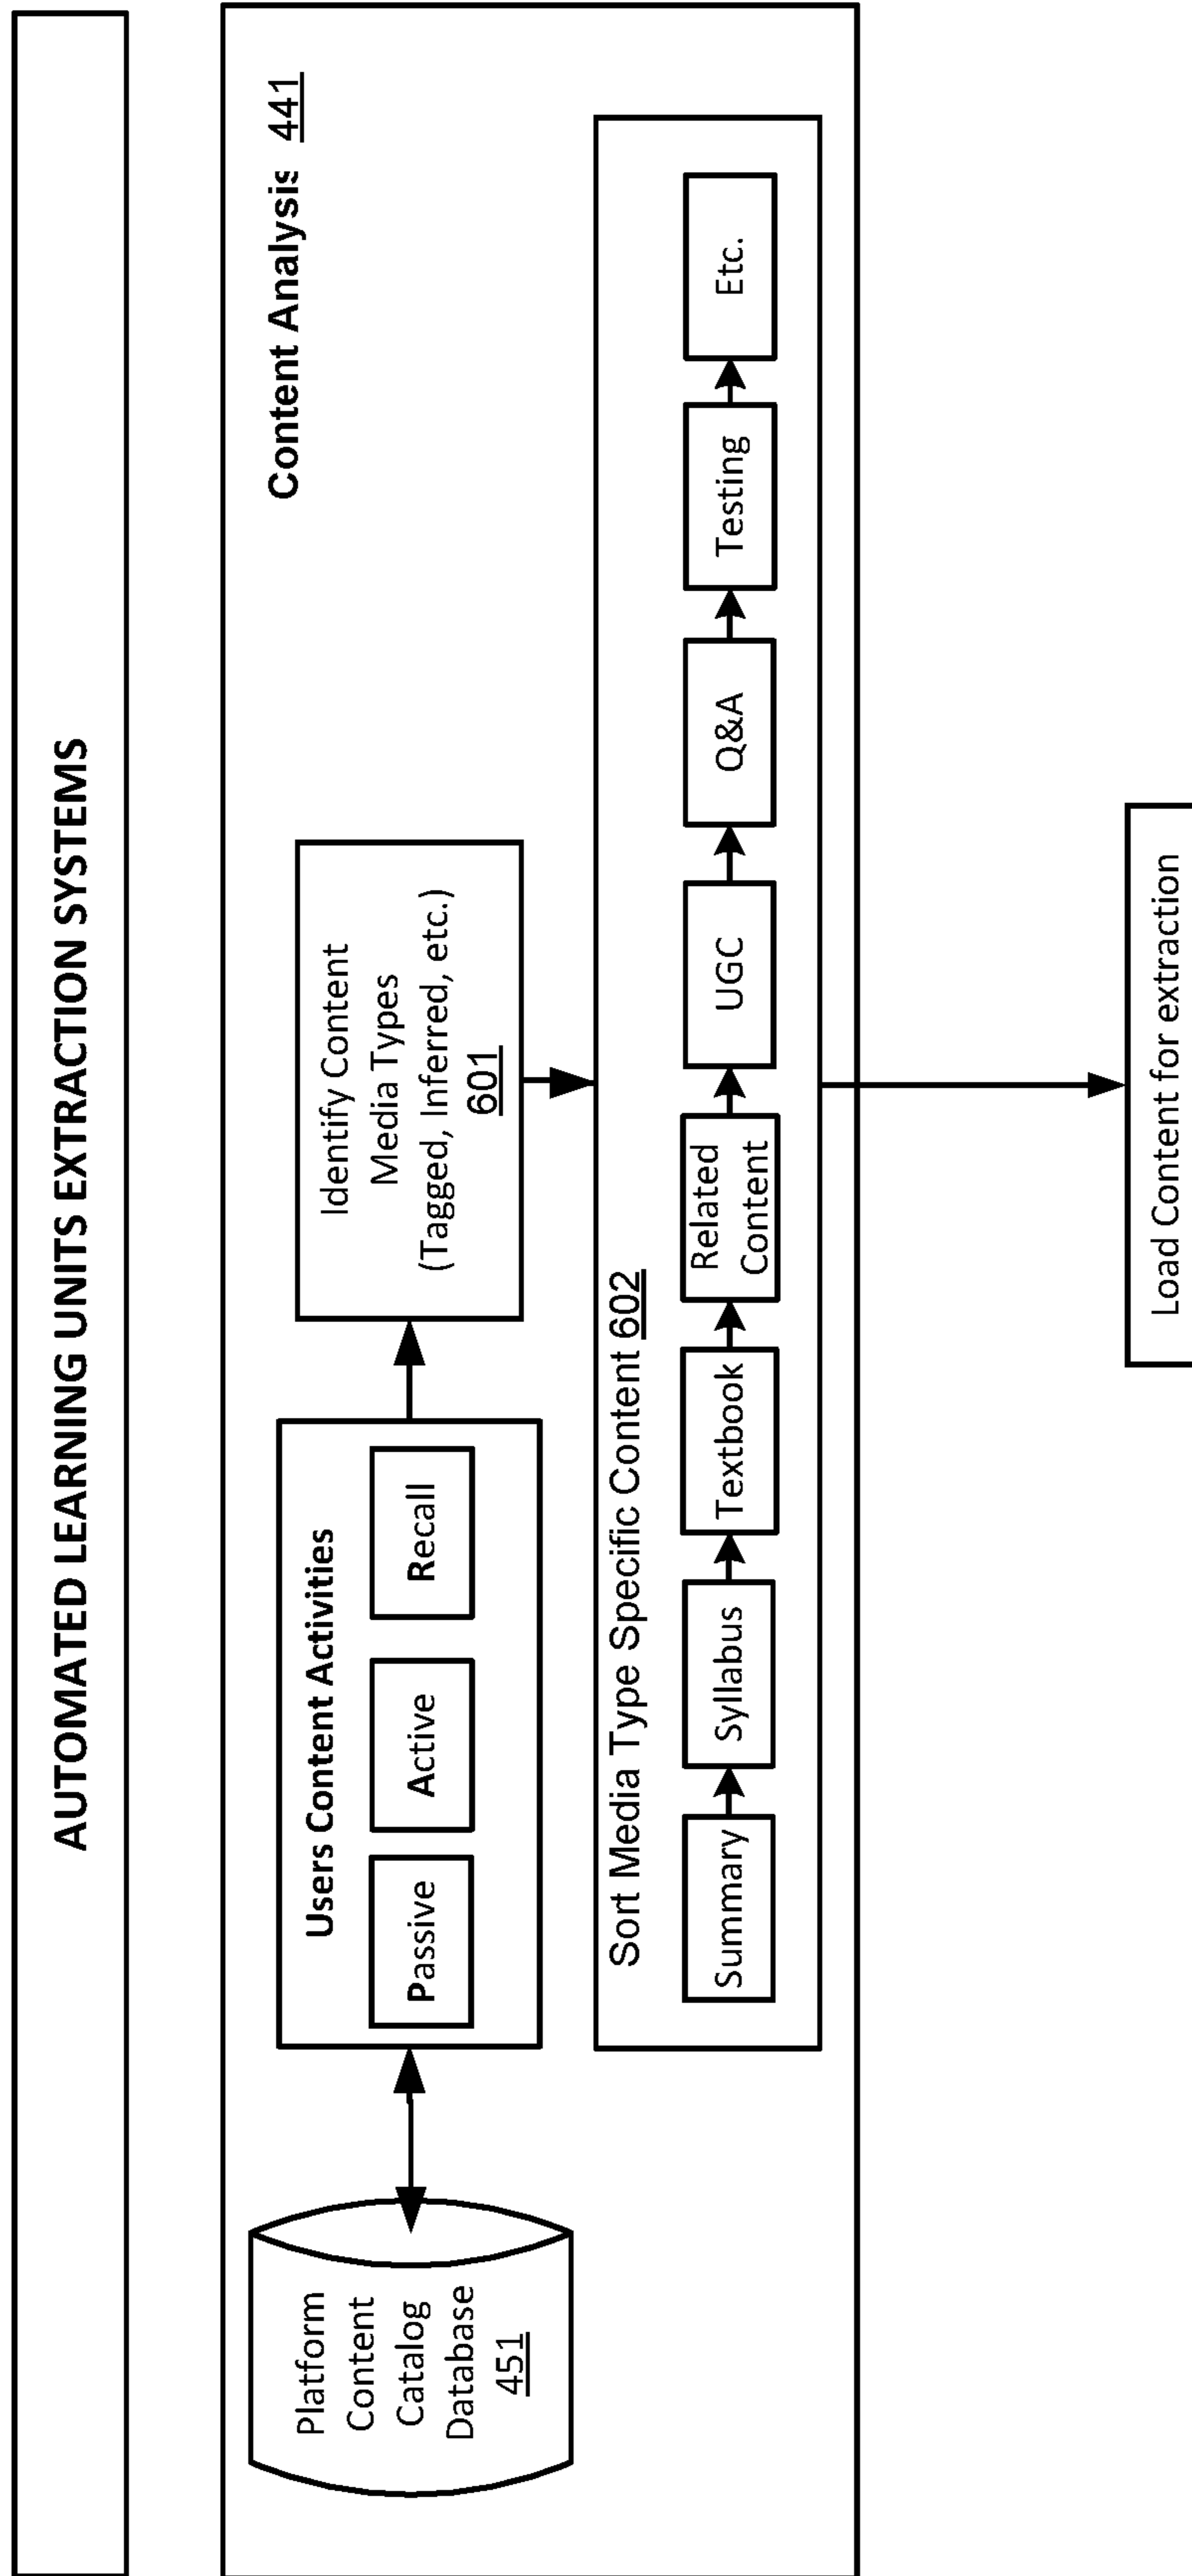 AUTOMATED LEARNING UNITS EXTRACTION SYSTEMS
Content Analysis 441
Platform
Content
Catalog
Database
451
Users Content Activities
Passive
Active
Recall
Identify Content
Media Types
(Tagged, Inferred, etc.)
601
Sort Media Type Specific Content 602
Summary
Syllabus
Textbook
Related
Content
UGC
Q&A
Testing
Etc.
Load Content for extraction